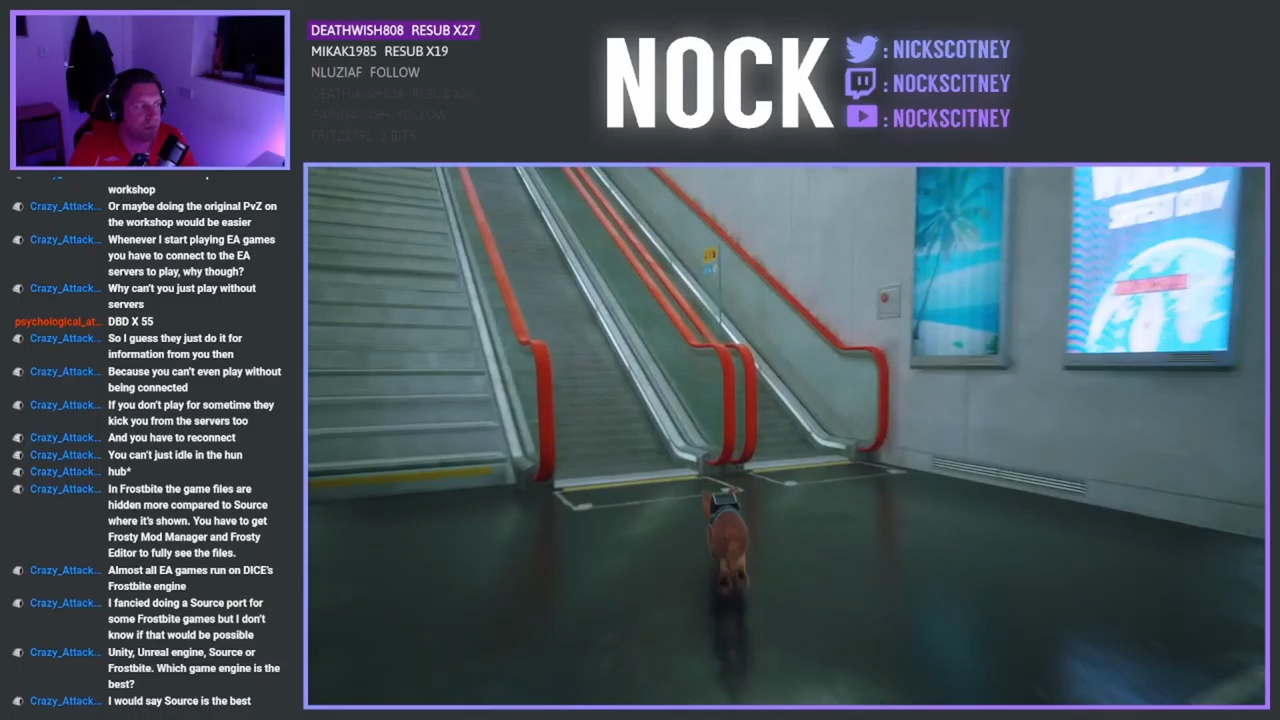 DEATHWISH808 RESUB X27
MIKAK1985 RESUB X19
NLUZIAF FOLLOW
NOCK
: NICKSCOTNEY
: NOCKSCITNEY
: NOCKSCITNEY
workshop
Crazy_Attack... Or maybe doing the original PvZ on
the workshop would be easier
Crazy_Attack... Whenever I start playing EA games
you have to connect to the EA
servers to play, why though?
Crazy_Attack... Why can't you just play without
servers
psychological_at... DBD X 55
Crazy_Attack... So I guess they just do it for
information from you then
Crazy_Attack... Because you can't even play without
being connected
Crazy_Attack... If you don't play for sometime they
kick you from the servers too
Crazy_Attack... And you have to reconnect
Crazy_Attack... You can't just idle in the hun
Crazy_Attack... hub*
Crazy_Attack... In Frostbite the game files are
hidden more compared to Source
where it's shown. You have to get
Frosty Mod Manager and Frosty
Editor to fully see the files.
Crazy_Attack... Almost all EA games run on DICE's
Frostbite engine
Crazy_Attack... I fancied doing a Source port for
some Frostbite games but I don't
know if that would be possible
Crazy_Attack... Unity, Unreal engine, Source or
Frostbite. Which game engine is the
best?
Crazy_Attack... I would say Source is the best